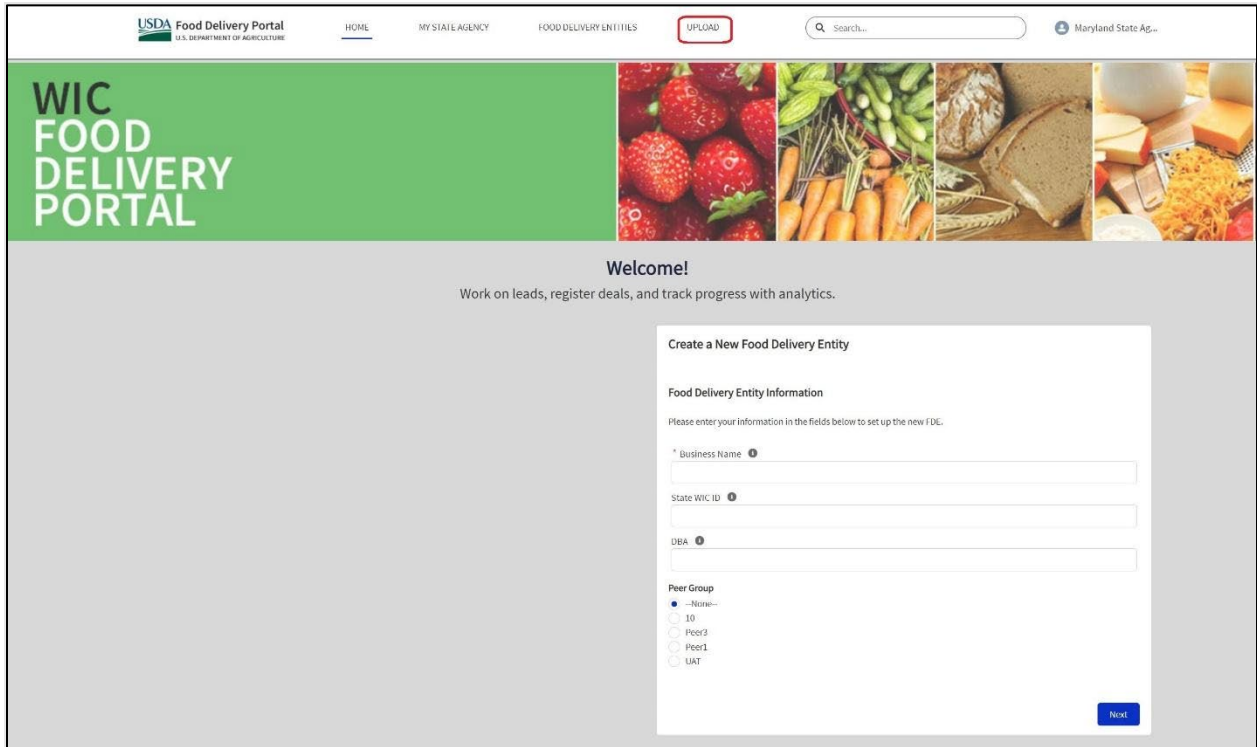 USDA Food Delivery Portal
U.S. DEPARTMENT OF AGRICULTURE
HOME
MY STATE AGENCY
FOOD DELIVERY ENTITIES
UPLOAD
Search...
Maryland State Ag...
WIC
FOOD
DELIVERY
PORTAL
Welcome!
Work on leads, register deals, and track progress with analytics.
Create a New Food Delivery Entity
Food Delivery Entity Information
Please enter your information in the fields below to set up the new FDE.
* Business Name
State WIC ID
DBA
Peer Group
--None--
10
Peer3
Peer1
UAT
Next